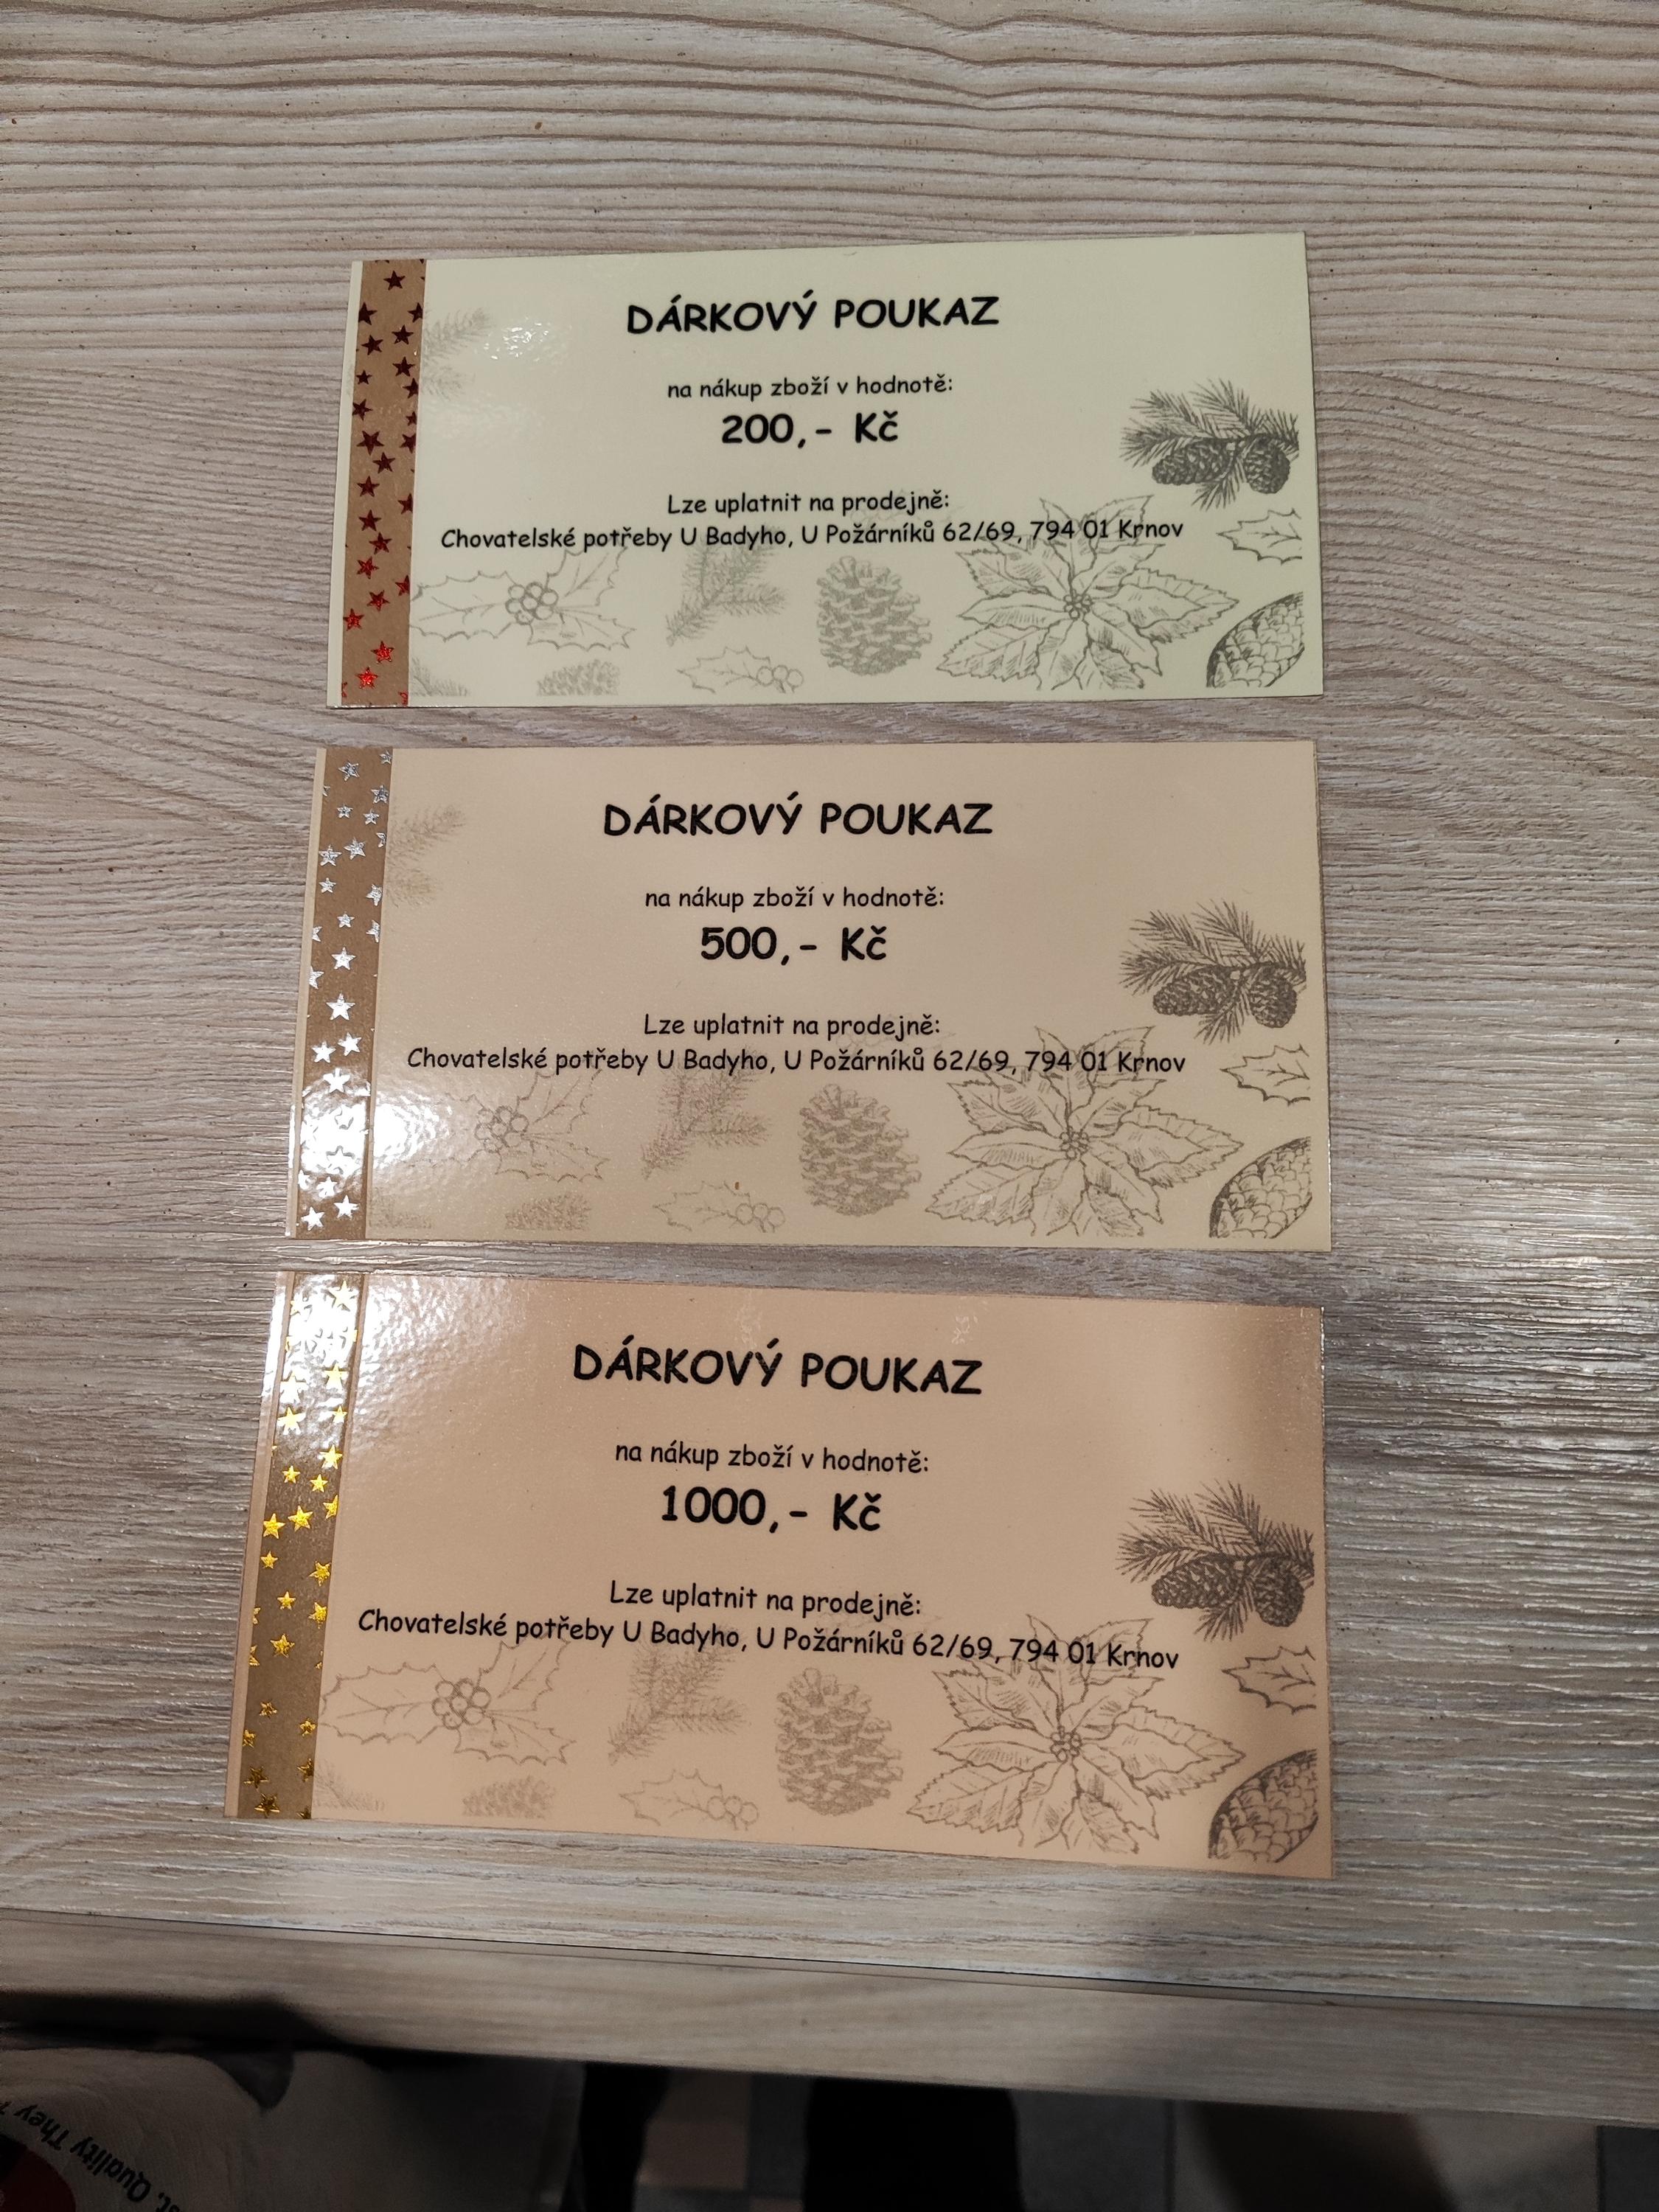 DÁRKOVÝ POUKAZ
na nákup zboží v hodnotě:
200,- Kč
Lze uplatnit na prodejně:
Chovatelské potřeby U Badyho, U Požárníků 62/69, 794 01 Krnov
DÁRKOVÝ POUKAZ
na nákup zboží v hodnotě:
500,- Kč
Lze uplatnit na prodejně:
Chovatelské potřeby U Badyho, U Požárníků 62/69, 794 01 Krnov
DÁRKOVÝ POUKAZ
na nákup zboží v hodnotě:
1000,- Kč
Lze uplatnit na prodejně:
Chovatelské potřeby U Badyho, U Požárníků 62/69, 794 01 Krnov
Quality They